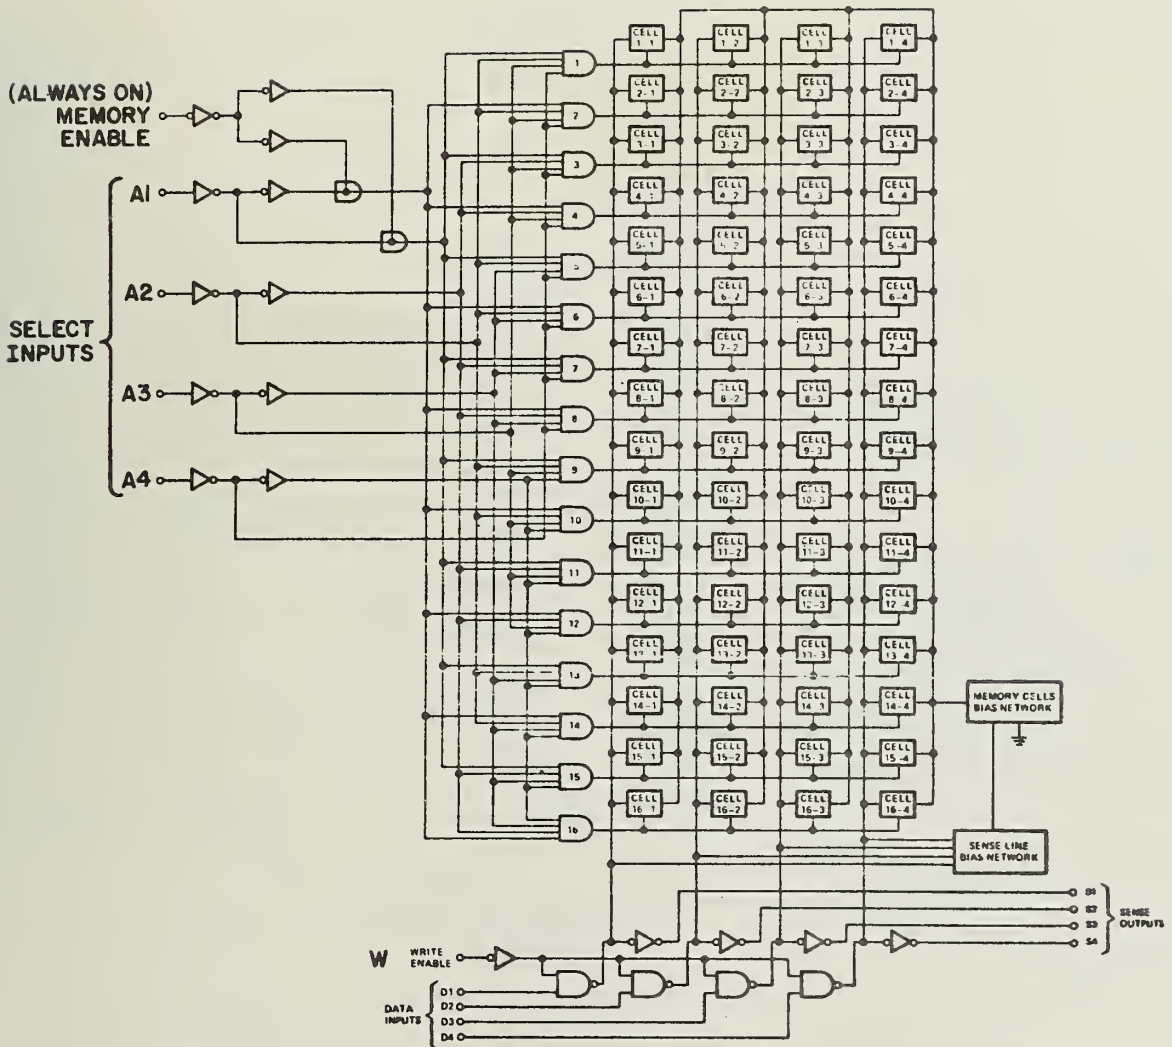 (ALWAYS ON)
MEMORY
ENABLE
SELECT
INPUTS
A1
A2
A3
A4
1
2
3
4
5
6
7
8
9
10
11
12
13
14
15
16
CELL CELL CELL CELL
1-1 1-2 1-3 1-4
CELL CELL CELL CELL
2-1 2-2 2-3 2-4
CELL CELL CELL CELL
3-1 3-2 3-3 3-4
CELL CELL CELL CELL
4-1 4-2 4-3 4-4
CELL CELL CELL CELL
5-1 5-2 5-3 5-4
CELL CELL CELL CELL
6-1 6-2 6-3 6-4
CELL CELL CELL CELL
7-1 7-2 7-3 7-4
CELL CELL CELL CELL
8-1 8-2 8-3 8-4
CELL CELL CELL CELL
9-1 9-2 9-3 9-4
CELL CELL CELL CELL
10-1 10-2 10-3 10-4
CELL CELL CELL CELL
11-1 11-2 11-3 11-4
CELL CELL CELL CELL
12-1 12-2 12-3 12-4
CELL CELL CELL CELL
13-1 13-2 13-3 13-4
CELL CELL CELL CELL
14-1 14-2 14-3 14-4
CELL CELL CELL CELL
15-1 15-2 15-3 15-4
CELL CELL CELL CELL
16-1 16-2 16-3 16-4
MEMORY CELLS
BIAS NETWORK
SENSE LINE
BIAS NETWORK
S1
S2
S3
S4
SENSE
OUTPUTS
W
WRITE
ENABLE
DATA
INPUTS
D1
D2
D3
D4